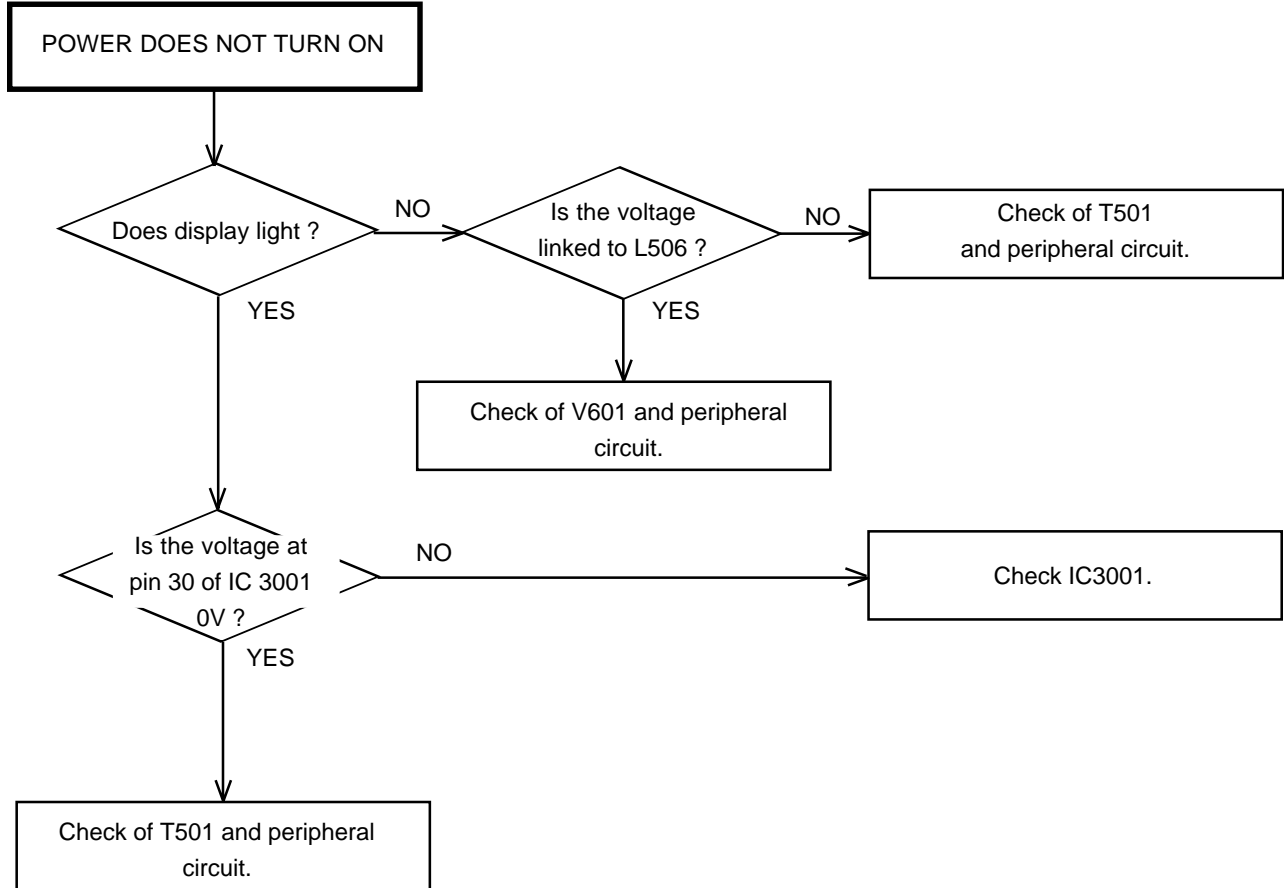 POWER DOES NOT TURN ON
Does display light ?
NO
Is the voltage
linked to L506 ?
NO
Check of T501
and peripheral circuit.
YES
YES
Check of V601 and peripheral
circuit.
Is the voltage at
pin 30 of IC 3001
0V ?
NO
Check IC3001.
YES
Check of T501 and peripheral
circuit.